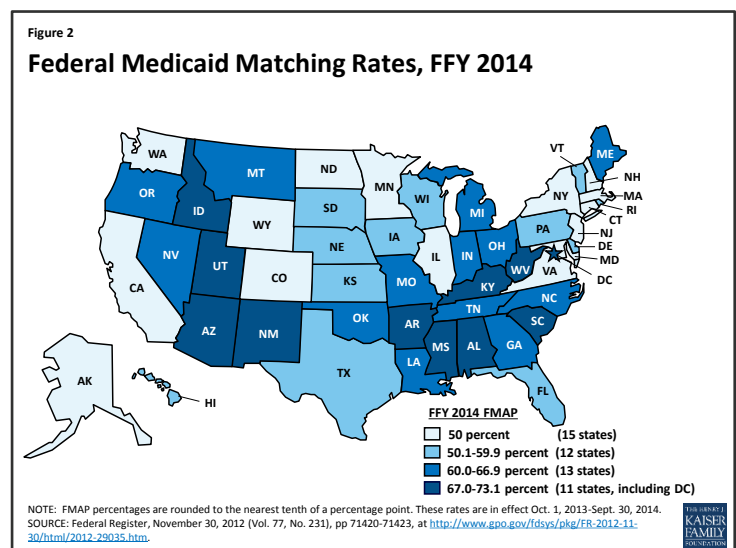 Figure 2
Federal Medicaid Matching Rates, FFY 2014
WA
MT
ND
MN
VT
ME
NH
OR
ID
SD
WI
MI
NY
MA
RI
CT
WY
NE
IA
PA
NJ
DE
MD
DC
NV
UT
CO
KS
IL
IN
OH
WV
VA
CA
MO
KY
AZ
NM
OK
AR
TN
NC
SC
MS
AL
GA
LA
TX
FL
AK
HI
FFY 2014 FMAP
50 percent (15 states)
50.1-59.9 percent (12 states)
60.0-66.9 percent (13 states)
67.0-73.1 percent (11 states, including DC)
NOTE: FMAP percentages are rounded to the nearest tenth of a percentage point. These rates are in effect Oct. 1, 2013-Sept. 30, 2014.
SOURCE: Federal Register, November 30, 2012 (Vol. 77, No. 231), pp 71420-71423, at http://www.gpo.gov/fdsys/pkg/FR-2012-11-
30/html/2012-29035.htm.
THE HENRY J
KAISER
FAMILY
FOUNDATION